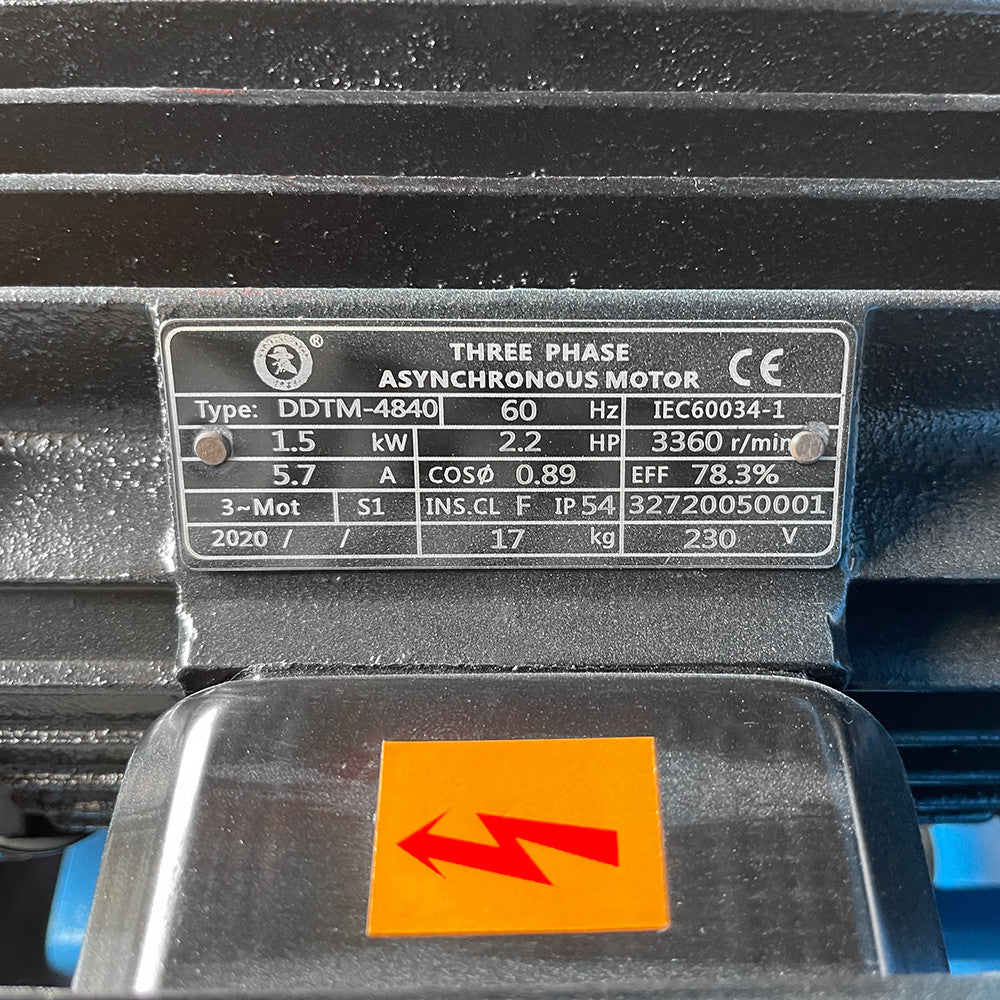 ®
THREE PHASE
ASYNCHRONOUS MOTOR CE
Type: DDTM-4840 60 Hz IEC60034-1
1.5 kW 2.2 HP 3360 r/min
5.7 A COSφ 0.89 EFF 78.3%
3~Mot S1 INS.CL F IP 54 32720050001
2020 / / 17 kg 230 V